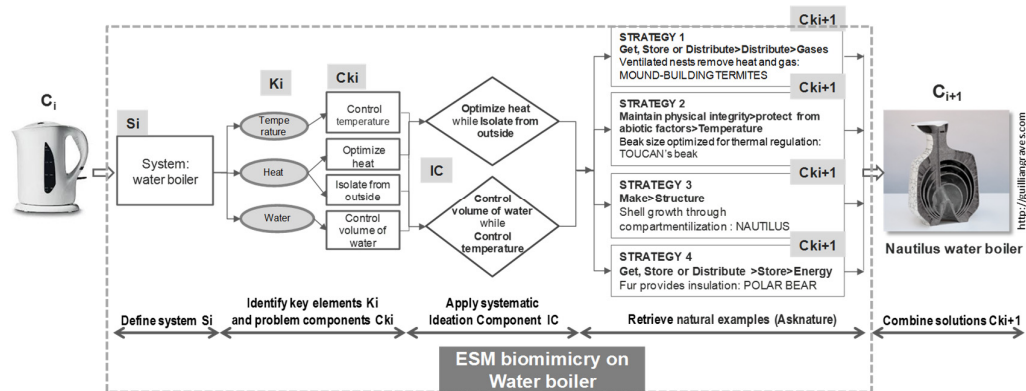 Ci
Si
System:
water boiler
Ki
Tempe
rature
Heat
Water
Cki
Control
temperature
Optimize
heat
Isolate from
outside
Control
volume of
water
Optimize heat
while Isolate from
outside
IC
Control
volume of water
while
Control
temperature
Cki+1
STRATEGY 1
Get, Store or Distribute>Distribute>Gases
Ventilated nests remove heat and gas:
MOUND-BUILDING TERMITES
Cki+1
STRATEGY 2
Maintain physical integrity>protect from
abiotic factors>Temperature
Beak size optimized for thermal regulation:
TOUCAN's beak
Cki+1
STRATEGY 3
Make>Structure
Shell growth through
compartmentilization : NAUTILUS
Cki+1
STRATEGY 4
Get, Store or Distribute >Store>Energy
Fur provides insulation: POLAR BEAR
Ci+1
http://guilliangraves.com/
Nautilus water boiler
Define system Si
Identify key elements Ki
and problem components Cki
Apply systematic
Ideation Component IC
Retrieve natural examples (Asknature)
Combine solutions Cki+1
ESM biomimicry on
Water boiler